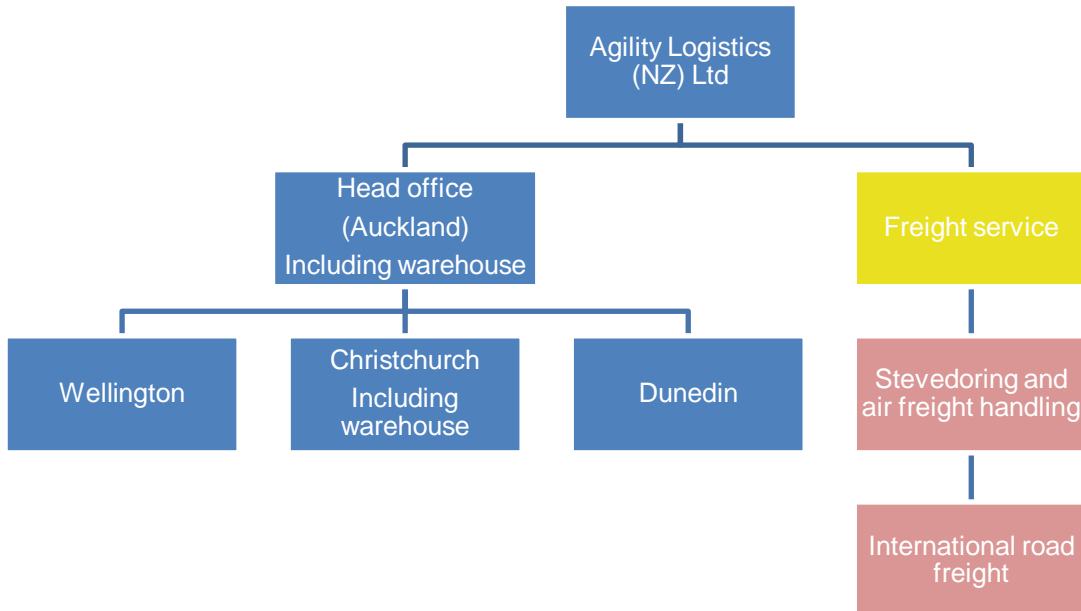 Agility Logistics
(NZ) Ltd
Head office
(Auckland)
Including warehouse
Freight service
Wellington
Christchurch
Including
warehouse
Dunedin
Stevedoring and
air freight handling
International road
freight